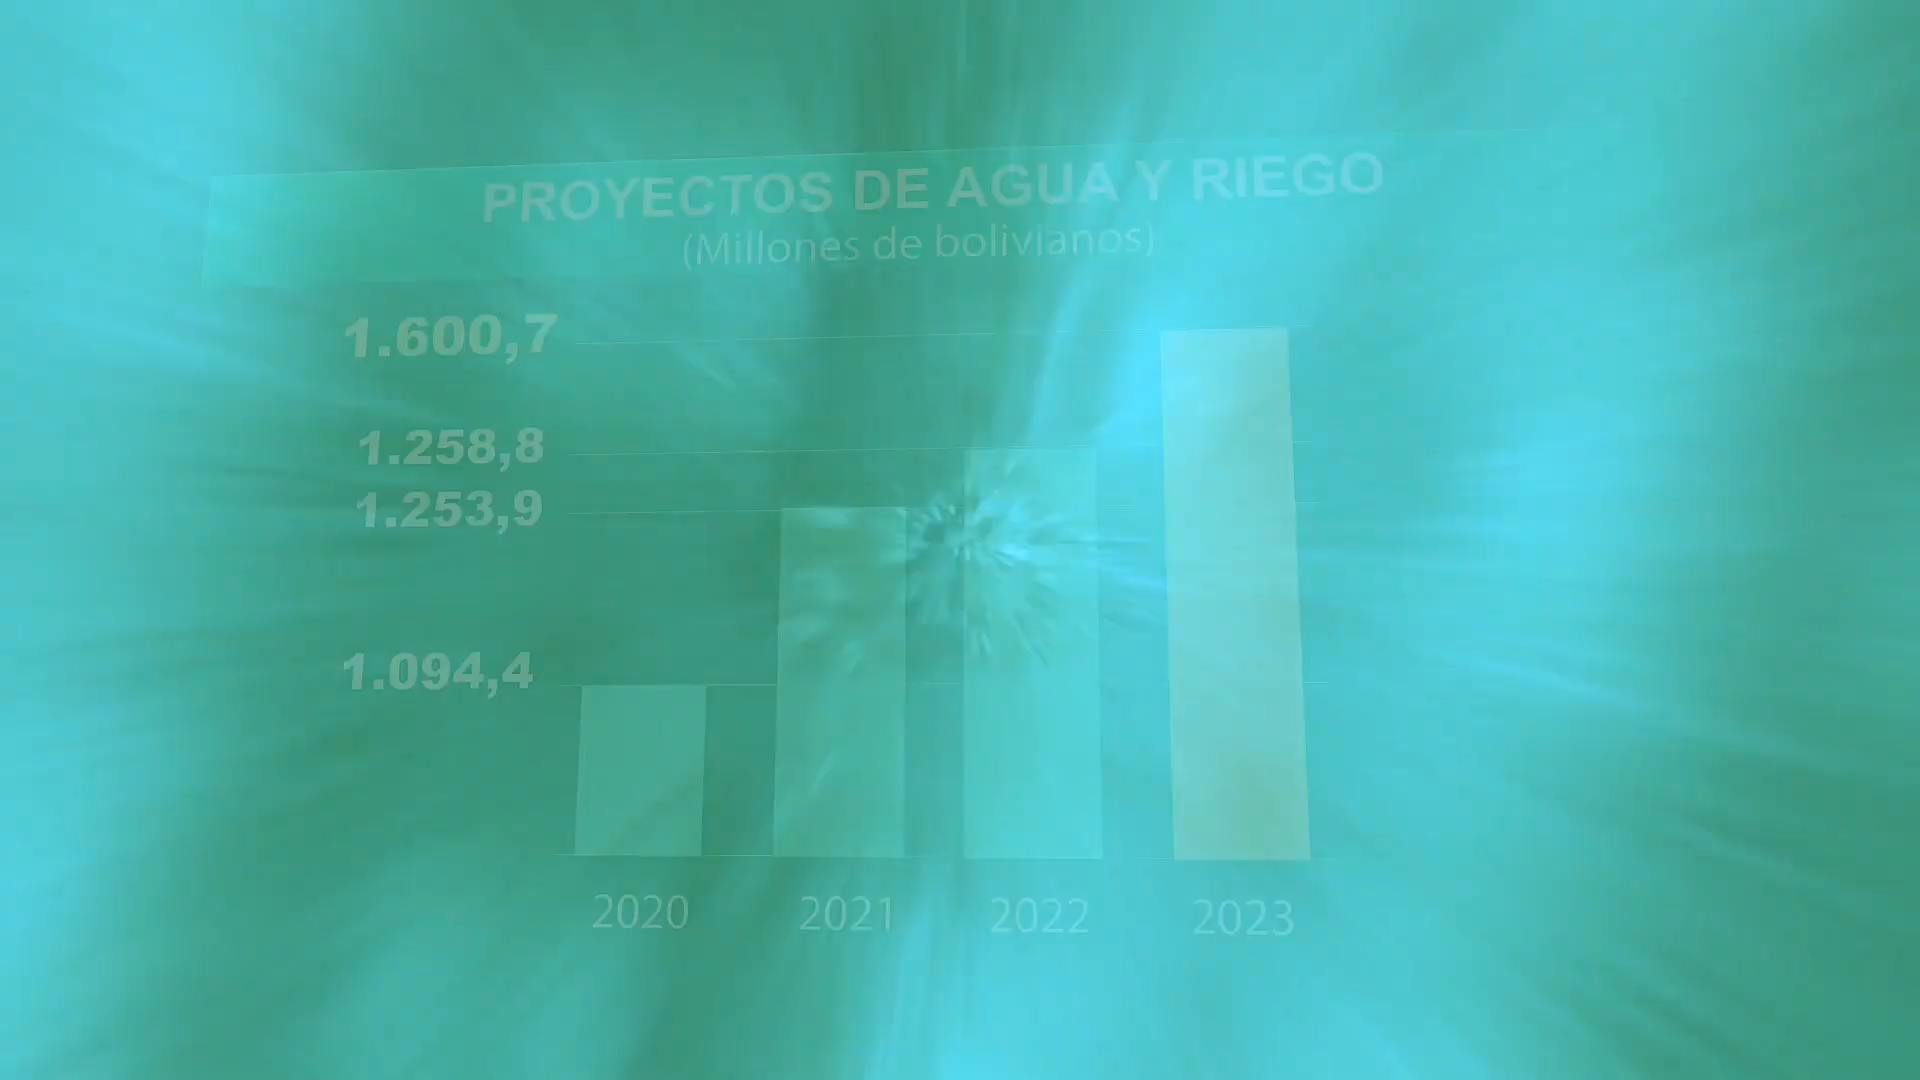 PROYECTOS DE AGUA Y RIEGO
(Millones de bolivianos)
1.600,7
1.258,8
1.253,9
1.094,4
2020 2021 2022 2023